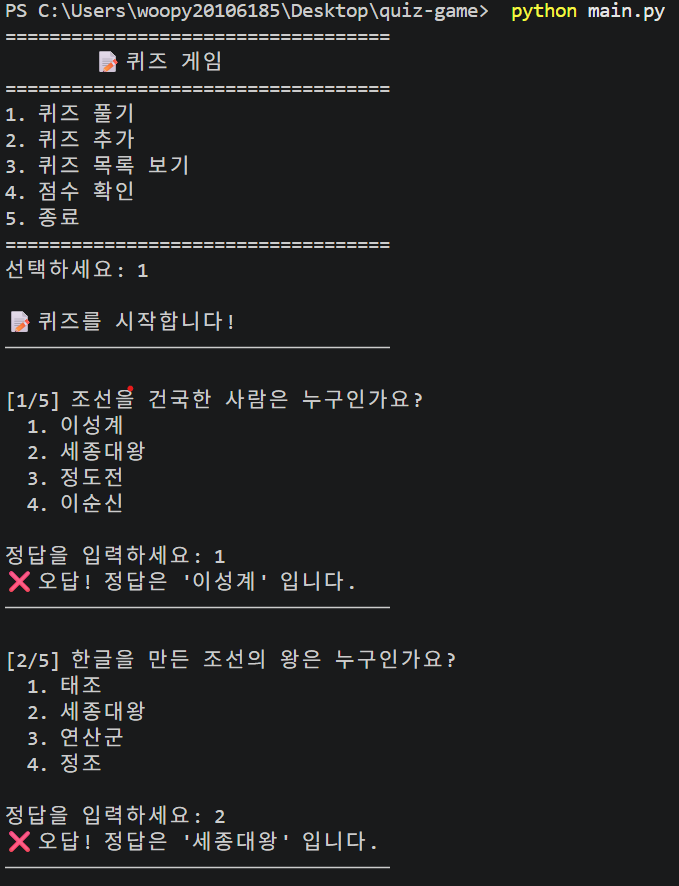 PS C:\Users\woopy20106185\Desktop\quiz-game> python main.py
===================================
📝 퀴즈 게임
===================================
1. 퀴즈 풀기
2. 퀴즈 추가
3. 퀴즈 목록 보기
4. 점수 확인
5. 종료
===================================
선택하세요: 1
📝 퀴즈를 시작합니다!
───────────────────────────────────
[1/5] 조선을 건국한 사람은 누구인가요?
1. 이성계
2. 세종대왕
3. 정도전
4. 이순신
정답을 입력하세요: 1
❌ 오답! 정답은 '이성계' 입니다.
───────────────────────────────────
[2/5] 한글을 만든 조선의 왕은 누구인가요?
1. 태조
2. 세종대왕
3. 연산군
4. 정조
정답을 입력하세요: 2
❌ 오답! 정답은 '세종대왕' 입니다.
───────────────────────────────────